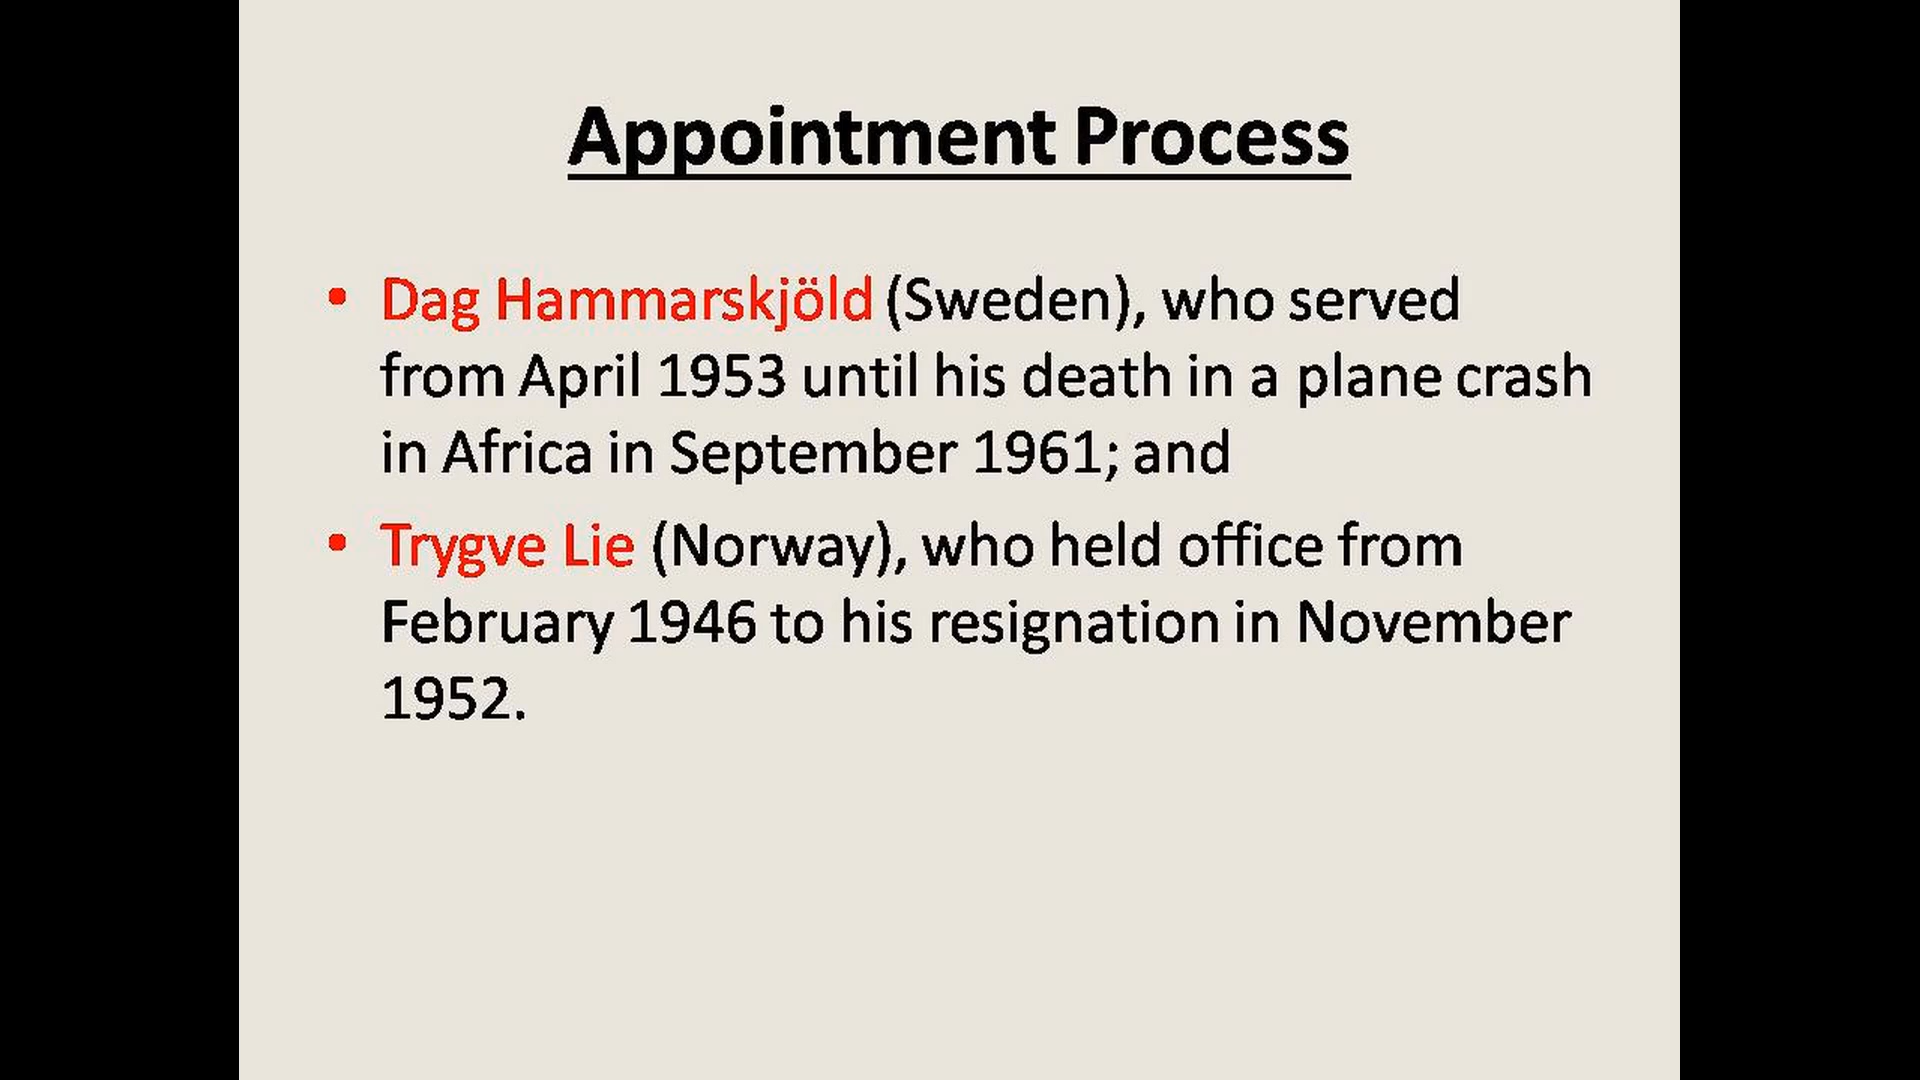 Appointment Process
• Dag Hammarskjöld (Sweden), who served
from April 1953 until his death in a plane crash
in Africa in September 1961; and
• Trygve Lie (Norway), who held office from
February 1946 to his resignation in November
1952.